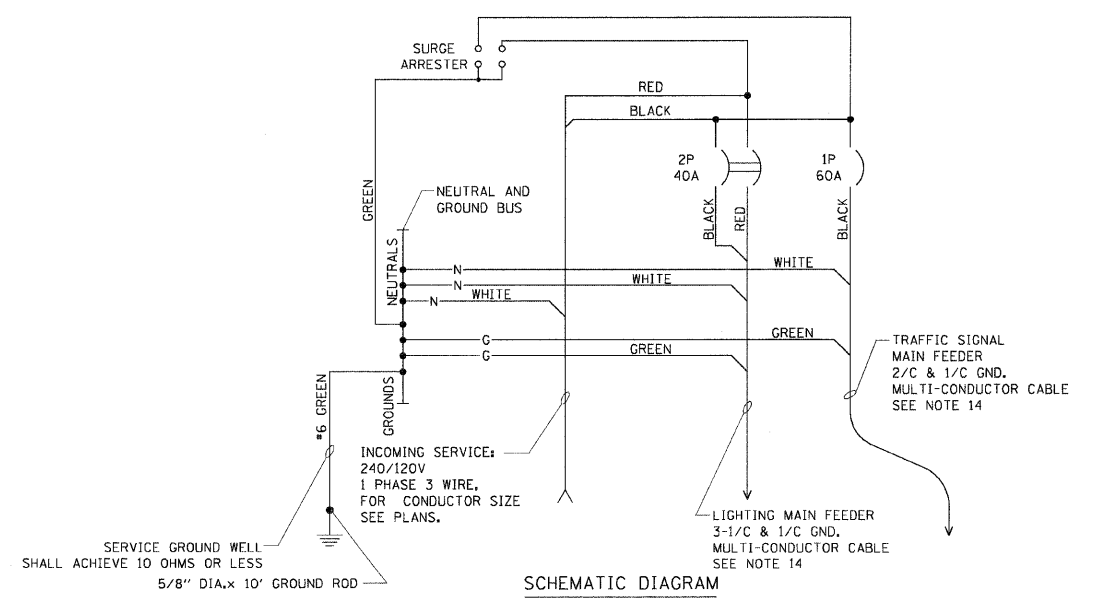 SURGE
ARRESTER
RED
BLACK
2P
40A
1P
60A
GREEN
NEUTRAL AND
GROUND BUS
BLACK
RED
BLACK
NEUTRALS
N
WHITE
N
WHITE
N
WHITE
G
GREEN
G
GREEN
GROUNDS
#6 GREEN
TRAFFIC SIGNAL
MAIN FEEDER
2/C & 1/C GND.
MULTI-CONDUCTOR CABLE
SEE NOTE 14
INCOMING SERVICE:
240/120V
1 PHASE 3 WIRE.
FOR CONDUCTOR SIZE
SEE PLANS.
LIGHTING MAIN FEEDER
3-1/C & 1/C GND.
MULTI-CONDUCTOR CABLE
SEE NOTE 14
SERVICE GROUND WELL
SHALL ACHIEVE 10 OHMS OR LESS
5/8" DIA.x 10' GROUND ROD
SCHEMATIC DIAGRAM